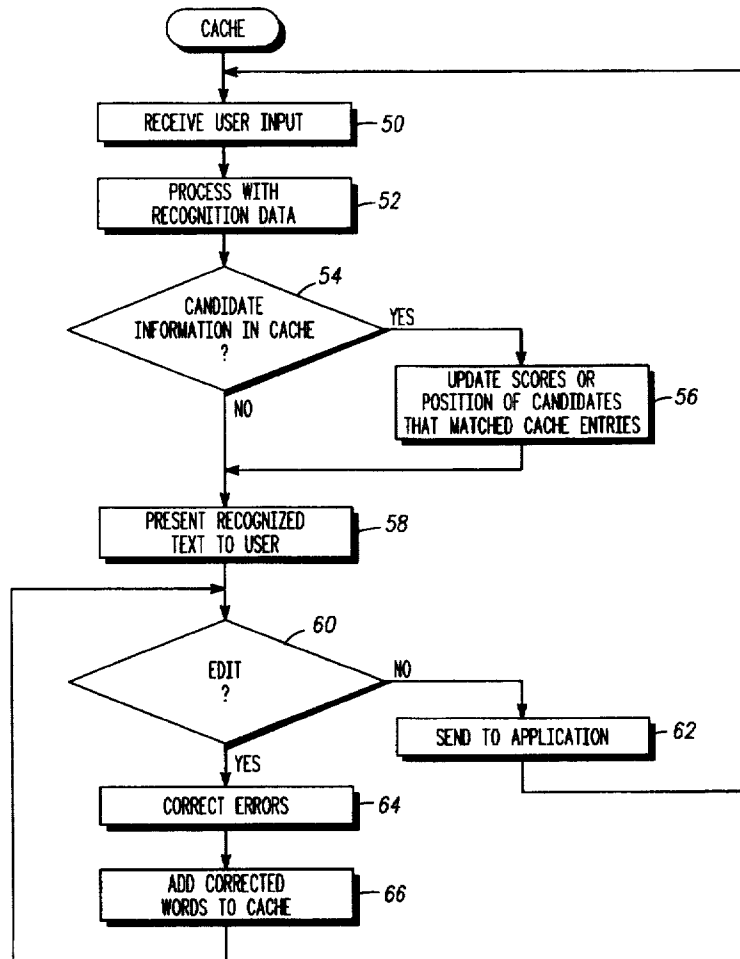 CACHE
RECEIVE USER INPUT
50
PROCESS WITH
RECOGNITION DATA
52
54
CANDIDATE
INFORMATION IN CACHE
?
YES
NO
UPDATE SCORES OR
POSITION OF CANDIDATES
THAT MATCHED CACHE ENTRIES
56
PRESENT RECOGNIZED
TEXT TO USER
58
60
EDIT
?
NO
YES
SEND TO APPLICATION
62
CORRECT ERRORS
64
ADD CORRECTED
WORDS TO CACHE
66